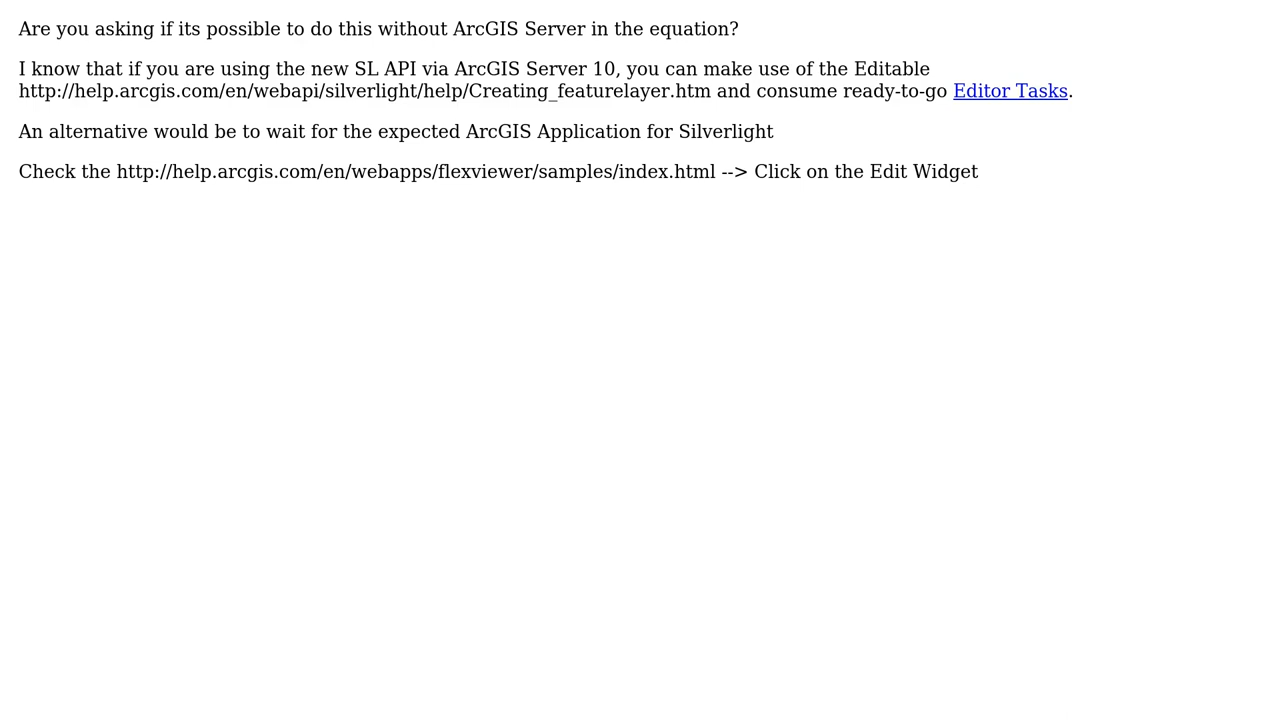 Are you asking if its possible to do this without ArcGIS Server in the equation?
I know that if you are using the new SL API via ArcGIS Server 10, you can make use of the Editable
http://help.arcgis.com/en/webapi/silverlight/help/Creating_featurelayer.htm and consume ready-to-go Editor Tasks.
An alternative would be to wait for the expected ArcGIS Application for Silverlight
Check the http://help.arcgis.com/en/webapps/flexviewer/samples/index.html --> Click on the Edit Widget